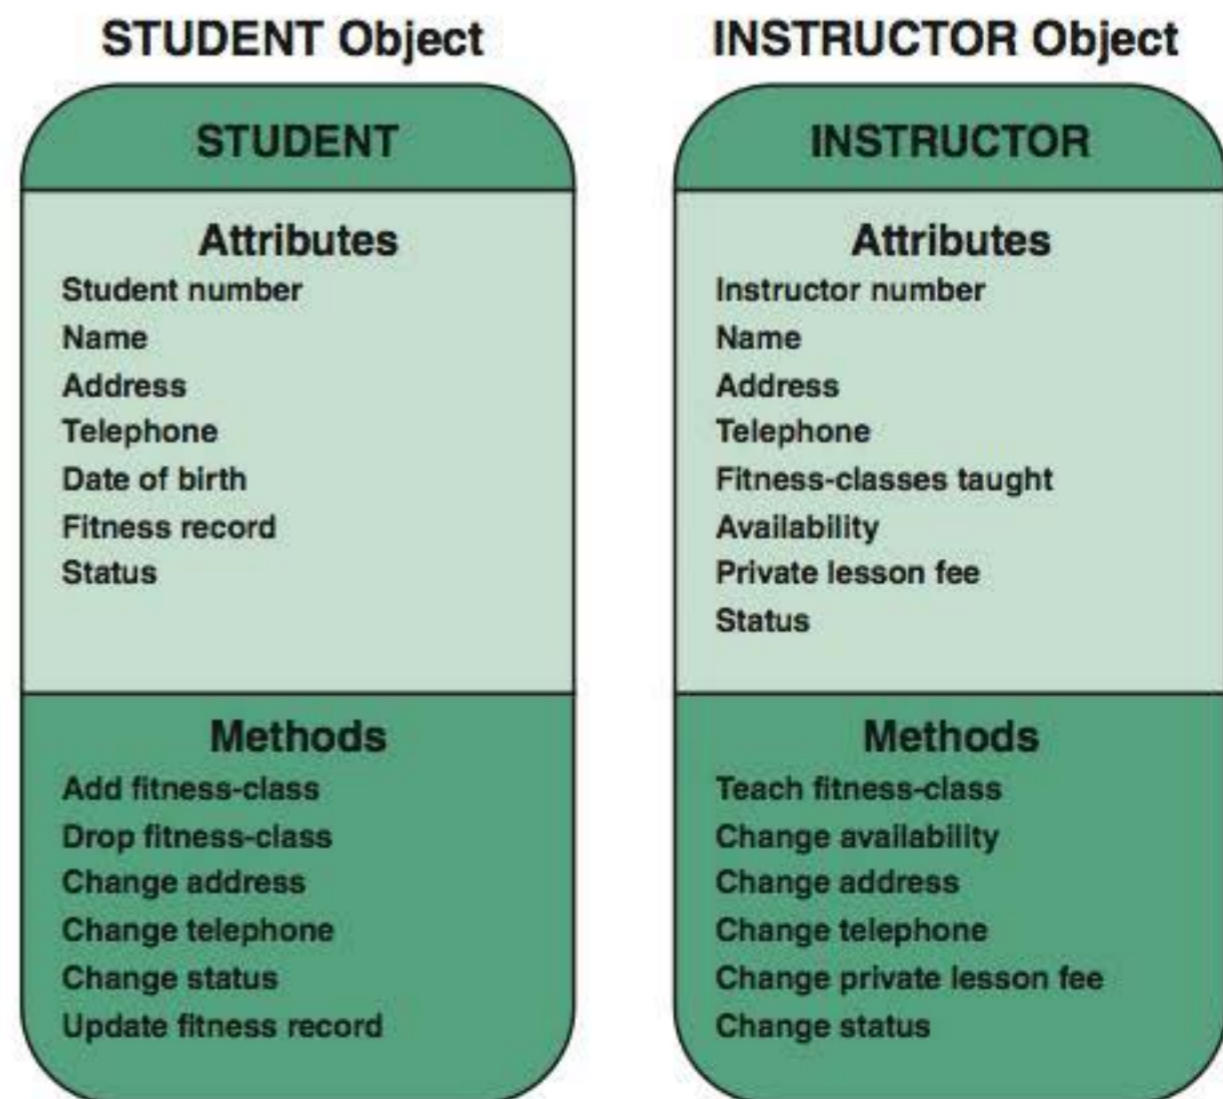 STUDENT Object
STUDENT
Attributes
Student number
Name
Address
Telephone
Date of birth
Fitness record
Status
Methods
Add fitness-class
Drop fitness-class
Change address
Change telephone
Change status
Update fitness record
INSTRUCTOR Object
INSTRUCTOR
Attributes
Instructor number
Name
Address
Telephone
Fitness-classes taught
Availability
Private lesson fee
Status
Methods
Teach fitness-class
Change availability
Change address
Change telephone
Change private lesson fee
Change status